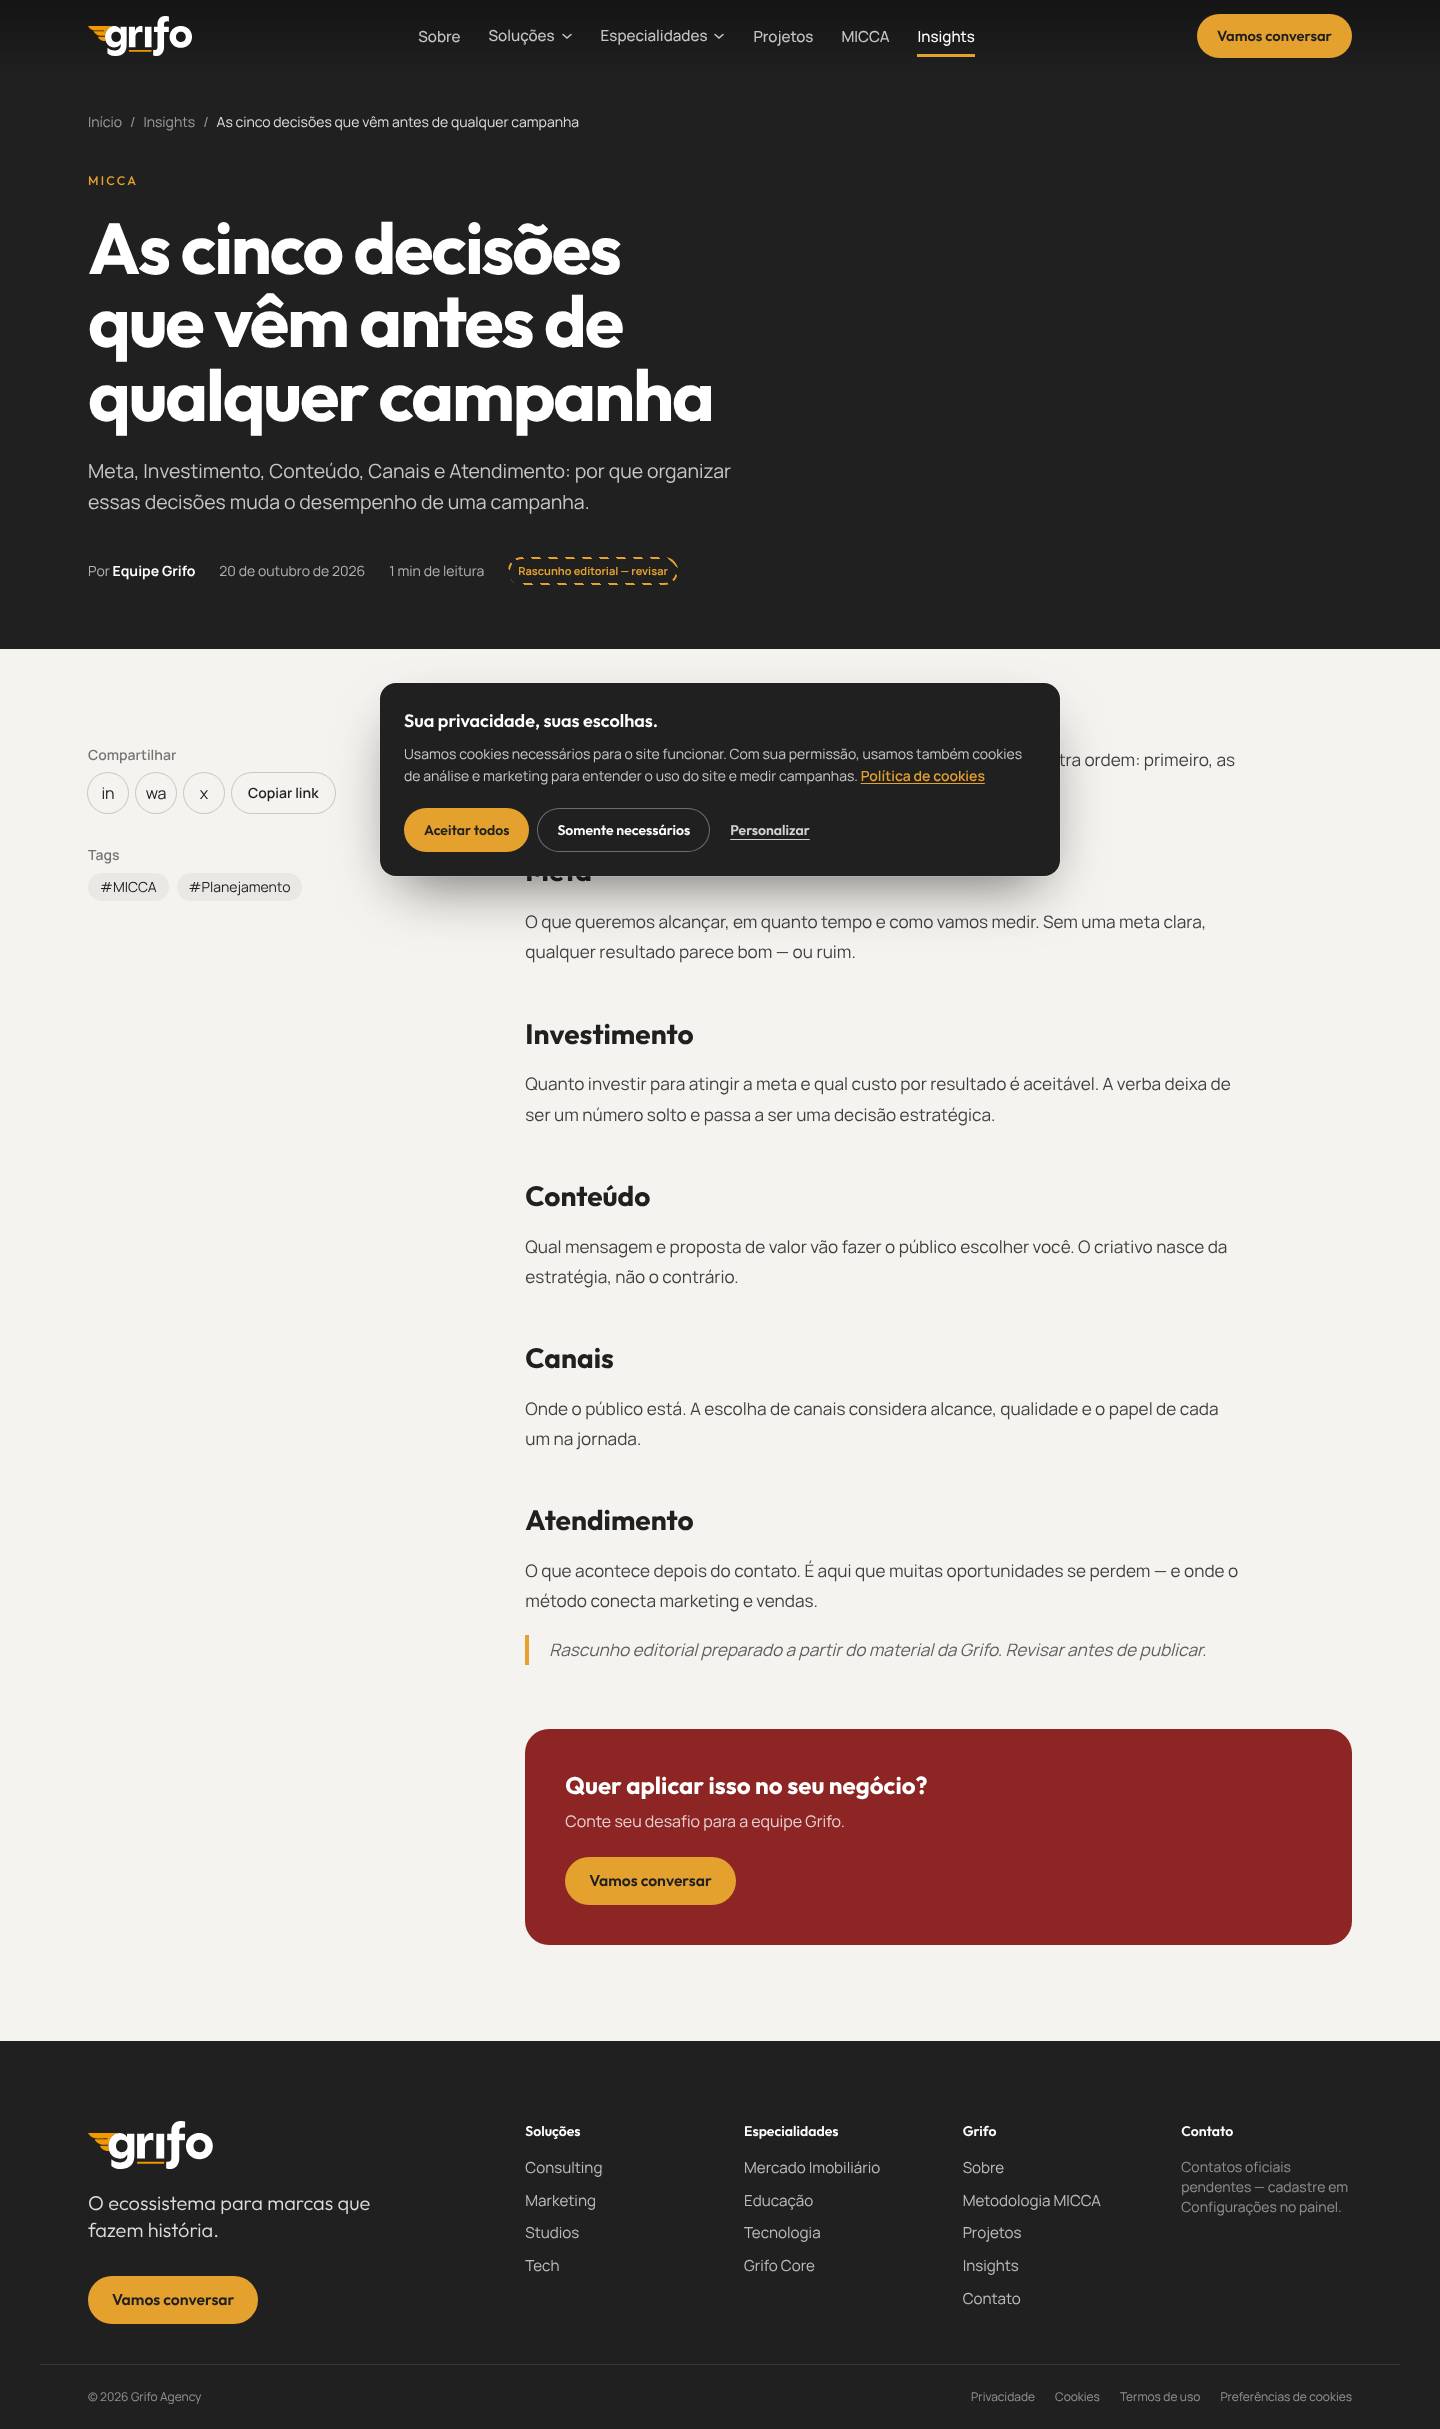 grifo
Sobre
Soluções
Especialidades
Projetos
MICCA
Insights
Vamos conversar
Início / Insights / As cinco decisões que vêm antes de qualquer campanha
MICCA
As cinco decisões
que vêm antes de
qualquer campanha
Meta, Investimento, Conteúdo, Canais e Atendimento: por que organizar
essas decisões muda o desempenho de uma campanha.
Por Equipe Grifo
20 de outubro de 2026
1 min de leitura
Rascunho editorial — revisar
Compartilhar
in
wa
x
Copiar link
Tags
#MICCA
#Planejamento
Sua privacidade, suas escolhas.
Usamos cookies necessários para o site funcionar. Com sua permissão, usamos também cookies
de análise e marketing para entender o uso do site e medir campanhas. Política de cookies
Aceitar todos
Somente necessários
Personalizar
ordem: primeiro, as
O que queremos alcançar, em quanto tempo e como vamos medir. Sem uma meta clara,
qualquer resultado parece bom — ou ruim.
Investimento
Quanto investir para atingir a meta e qual custo por resultado é aceitável. A verba deixa de
ser um número solto e passa a ser uma decisão estratégica.
Conteúdo
Qual mensagem e proposta de valor vão fazer o público escolher você. O criativo nasce da
estratégia, não o contrário.
Canais
Onde o público está. A escolha de canais considera alcance, qualidade e o papel de cada
um na jornada.
Atendimento
O que acontece depois do contato. É aqui que muitas oportunidades se perdem — e onde o
método conecta marketing e vendas.
Rascunho editorial preparado a partir do material da Grifo. Revisar antes de publicar.
Quer aplicar isso no seu negócio?
Conte seu desafio para a equipe Grifo.
Vamos conversar
grifo
O ecossistema para marcas que
fazem história.
Vamos conversar
Soluções
Consulting
Marketing
Studios
Tech
Especialidades
Mercado Imobiliário
Educação
Tecnologia
Grifo Core
Grifo
Sobre
Metodologia MICCA
Projetos
Insights
Contato
Contato
Contatos oficiais
pendentes — cadastre em
Configurações no painel.
© 2026 Grifo Agency
Privacidade
Cookies
Termos de uso
Preferências de cookies